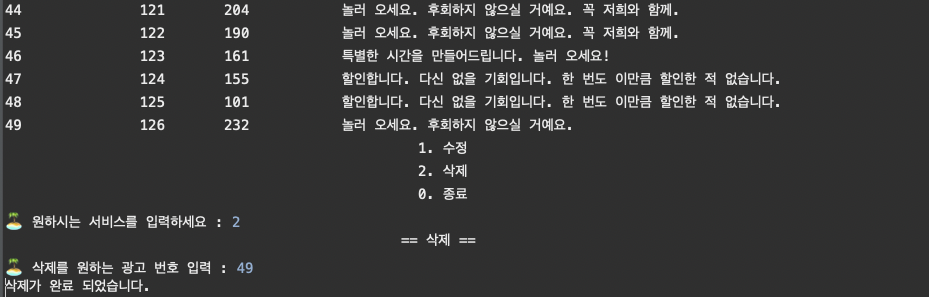 44 121 204 놀러 오세요. 후회하지 않으실 거예요. 꼭 저희와 함께.
45 122 190 놀러 오세요. 후회하지 않으실 거예요. 꼭 저희와 함께.
46 123 161 특별한 시간을 만들어드립니다. 놀러 오세요!
47 124 155 할인합니다. 다신 없을 기회입니다. 한 번도 이만큼 할인한 적 없습니다.
48 125 101 할인합니다. 다신 없을 기회입니다. 한 번도 이만큼 할인한 적 없습니다.
49 126 232 놀러 오세요. 후회하지 않으실 거예요.
1. 수정
2. 삭제
0. 종료
🏝 원하시는 서비스를 입력하세요 : 2
== 삭제 ==
🏝 삭제를 원하는 광고 번호 입력 : 49
삭제가 완료 되었습니다.